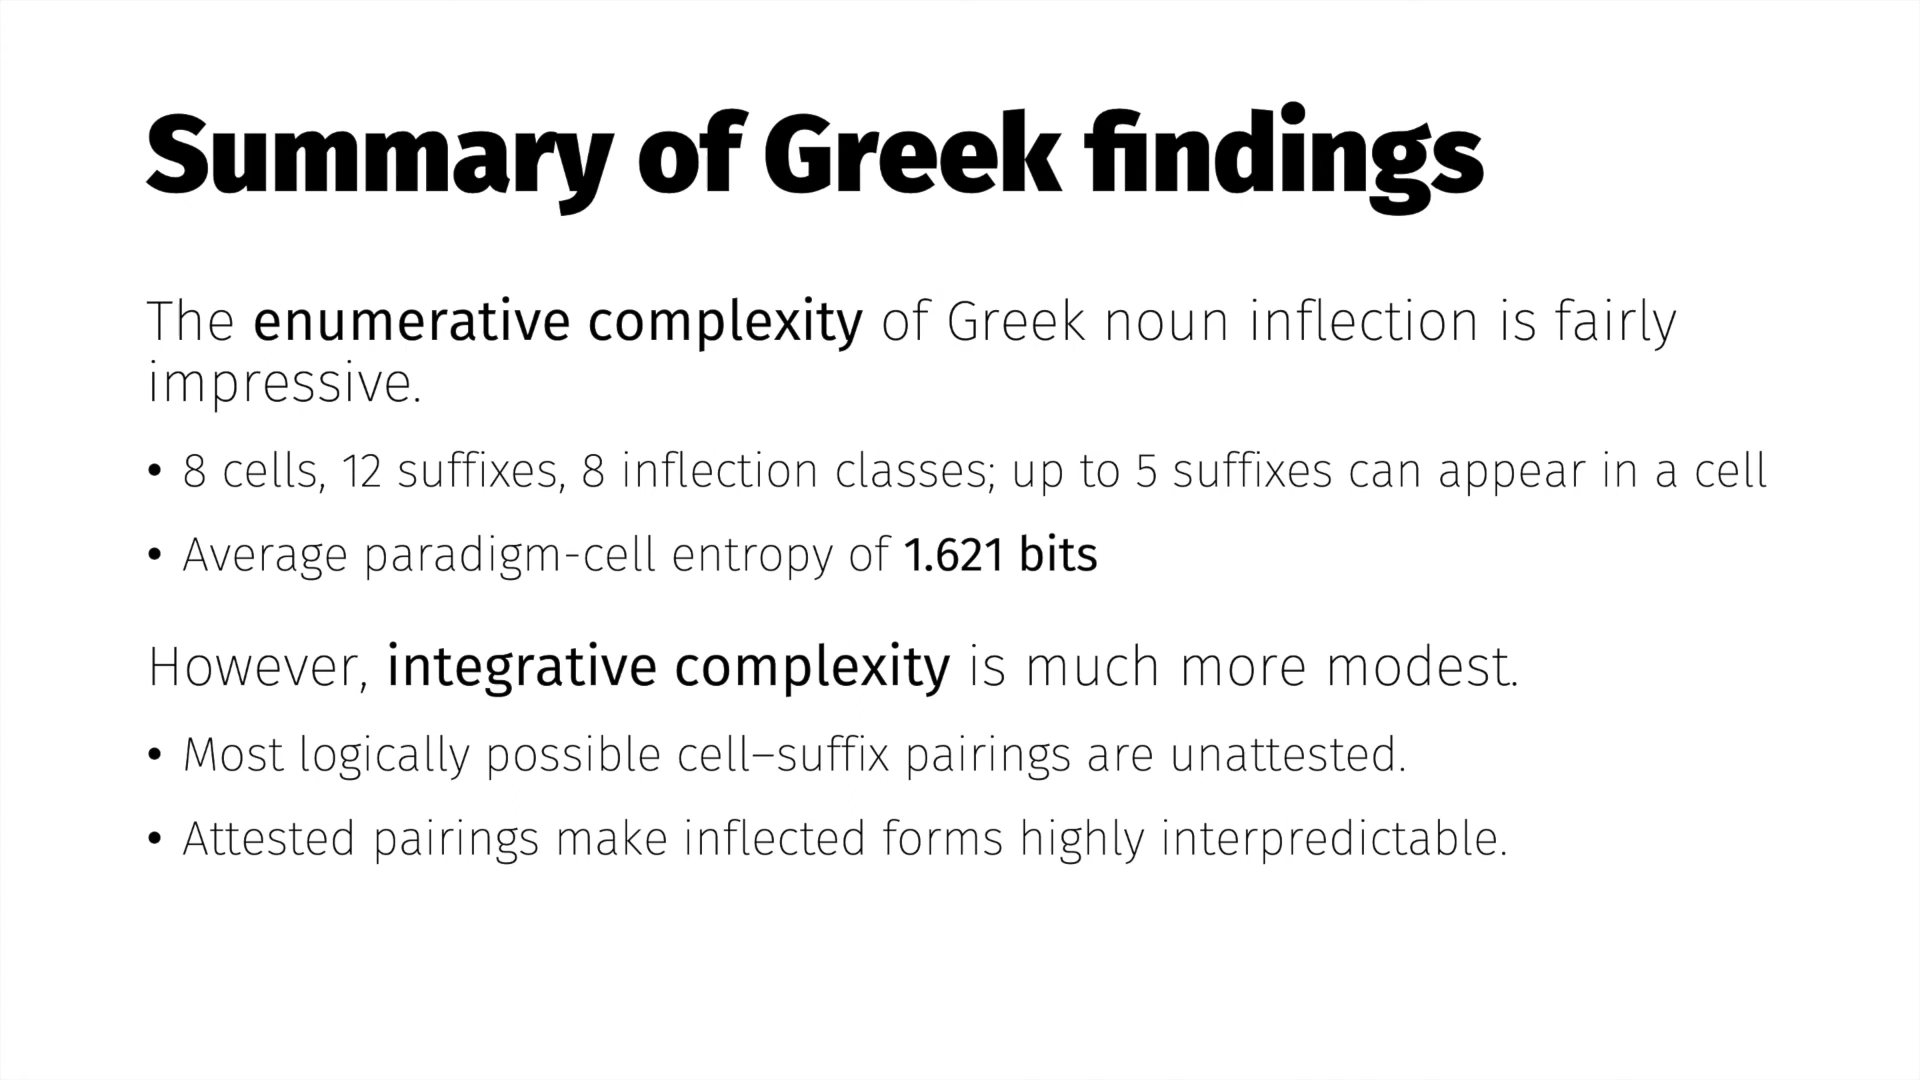 Summary of Greek findings
The enumerative complexity of Greek noun inflection is fairly
impressive.
• 8 cells, 12 suffixes, 8 inflection classes; up to 5 suffixes can appear in a cell
• Average paradigm-cell entropy of 1.621 bits
However, integrative complexity is much more modest.
• Most logically possible cell–suffix pairings are unattested.
• Attested pairings make inflected forms highly interpredictable.